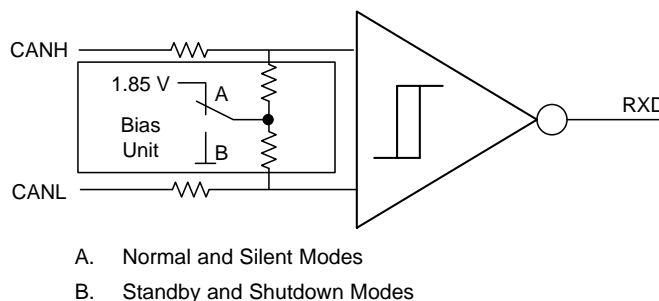 CANH
1.85 V
A
Bias
Unit
B
CANL
RXD
A. Normal and Silent Modes
B. Standby and Shutdown Modes